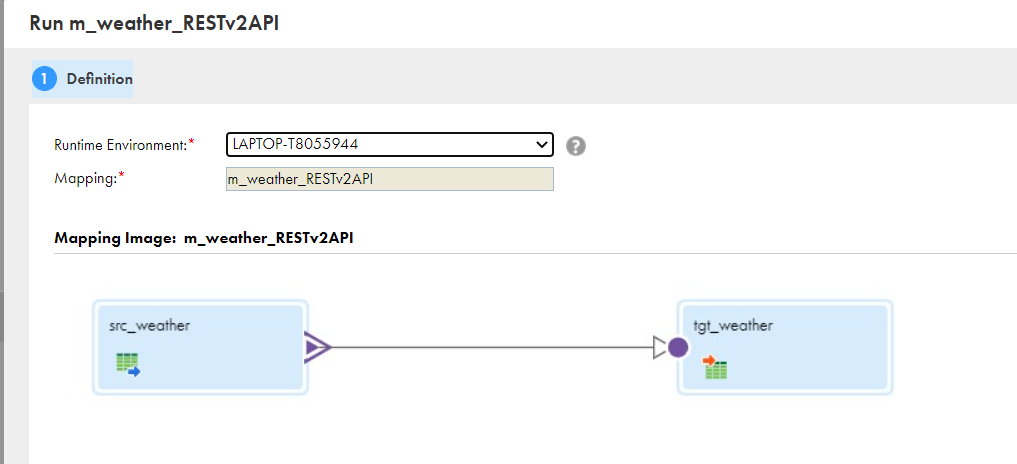 Run m_weather_RESTv2API
1 Definition
Runtime Environment:* LAPTOP-T8055944 ?
Mapping:* m_weather_RESTv2API
Mapping Image: m_weather_RESTv2API
src_weather tgt_weather